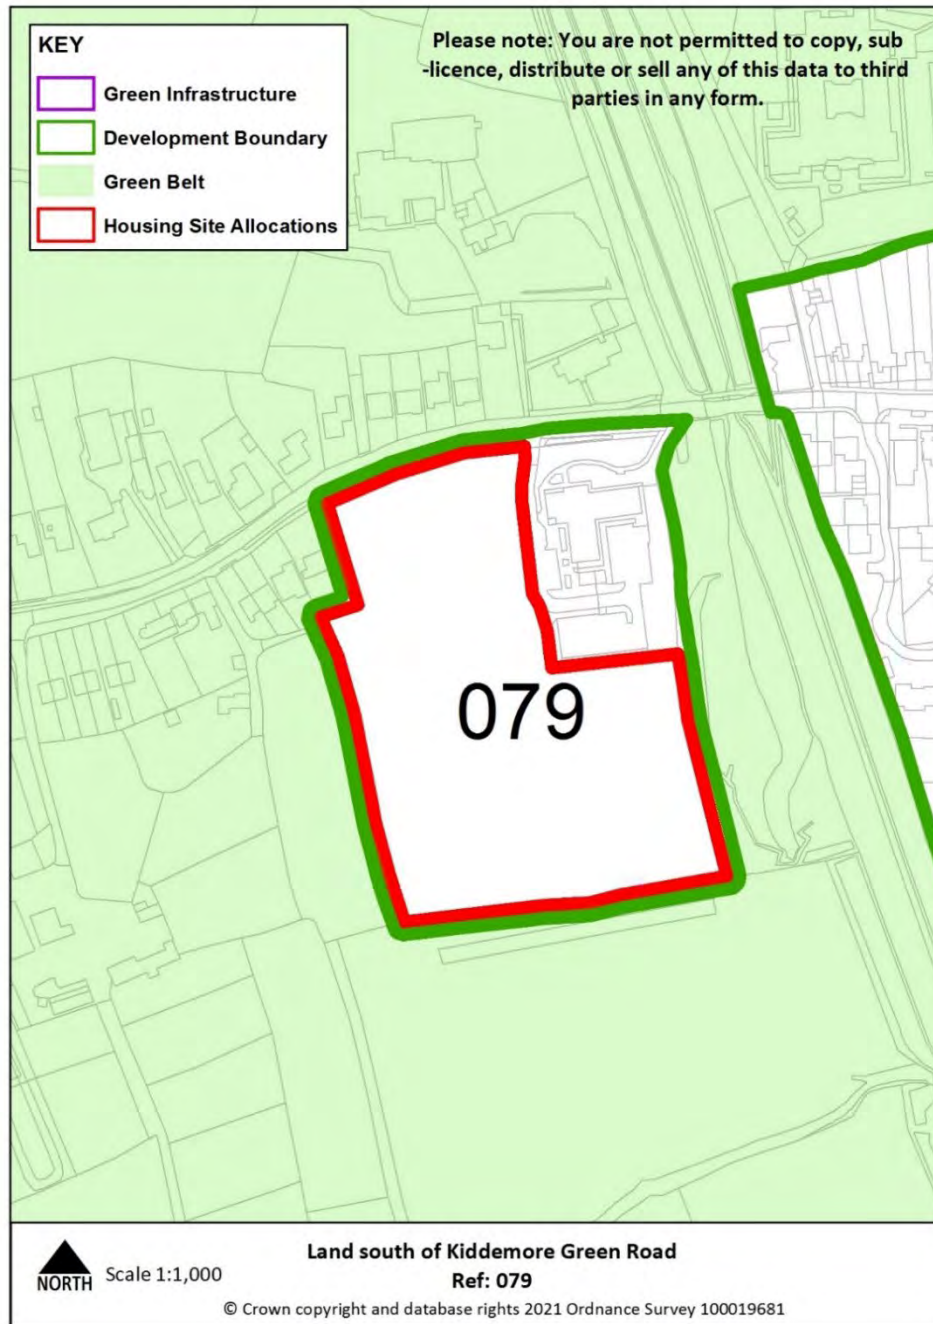 KEY
Green Infrastructure
Development Boundary
Green Belt
Housing Site Allocations
Please note: You are not permitted to copy, sub
-licence, distribute or sell any of this data to third
parties in any form.
079
NORTH
Scale 1:1,000
Land south of Kiddemore Green Road
Ref: 079
© Crown copyright and database rights 2021 Ordnance Survey 100019681